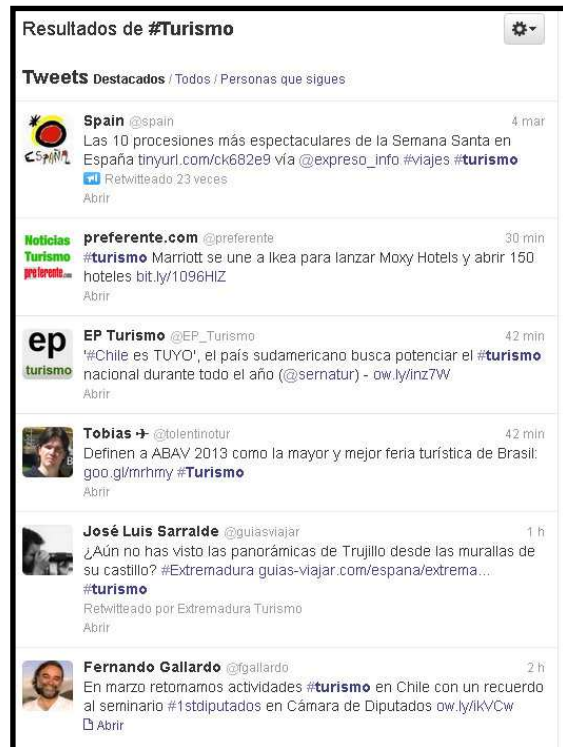 Resultados de #Turismo
Tweets Destacados / Todos / Personas que sigues
Spain @spain 4 mar
Las 10 procesiones más espectaculares de la Semana Santa en
España tinyurl.com/ck682e9 vía @expreso_info #viajes #turismo
Retwitteado 23 veces
Abrir
ESPAÑA
preferente.com @preferente 30 min
#turismo Marriott se une a Ikea para lanzar Moxy Hotels y abrir 150
hoteles bit.ly/1096HlZ
Abrir
Noticias
Turismo
preferente.com
EP Turismo @EP_Turismo 42 min
'#Chile es TUYO', el país sudamericano busca potenciar el #turismo
nacional durante todo el año (@sernatur) - ow.ly/inz7W
Abrir
ep
turismo
Tobias ✈ @tolentinotur 42 min
Definen a ABAV 2013 como la mayor y mejor feria turística de Brasil:
goo.gl/mrhmy #Turismo
Abrir
José Luis Sarralde @guiasviajar 1 h
¿Aún no has visto las panorámicas de Trujillo desde las murallas de
su castillo? #Extremadura guias-viajar.com/espana/extrema...
#turismo
Retwitteado por Extremadura Turismo
Abrir
Fernando Gallardo @fgallardo 2 h
En marzo retomamos actividades #turismo en Chile con un recuerdo
al seminario #1stdiputados en Cámara de Diputados ow.ly/ikVCw
Abrir